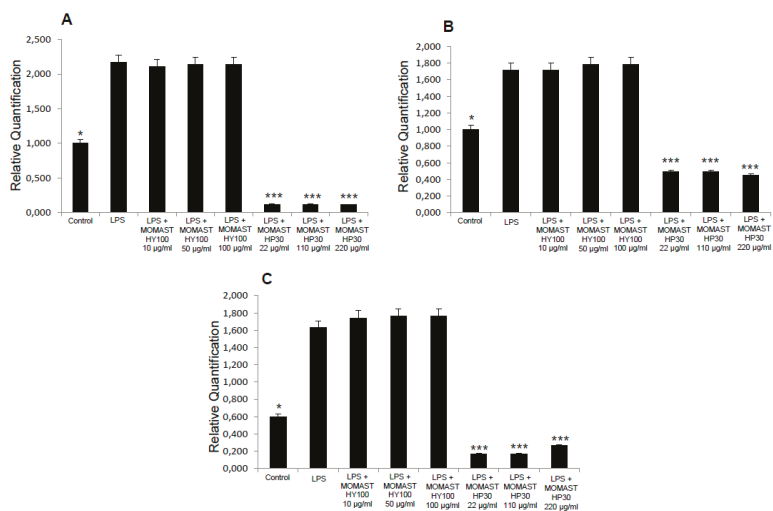 A
Relative Quantification
2,500
2,000
1,500
1,000
0,500
0,000
*
***
***
***
Control
LPS
LPS +
MOMAST
HY100
10 µg/ml
LPS +
MOMAST
HY100
50 µg/ml
LPS +
MOMAST
HY100
100 µg/ml
LPS +
MOMAST
HP30
22 µg/ml
LPS +
MOMAST
HP30
110 µg/ml
LPS +
MOMAST
HP30
220 µg/ml
B
Relative Quantification
2,000
1,800
1,600
1,400
1,200
1,000
0,800
0,600
0,400
0,200
0,000
*
***
***
***
Control
LPS
LPS +
MOMAST
HY100
10 µg/ml
LPS +
MOMAST
HY100
50 µg/ml
LPS +
MOMAST
HY100
100 µg/ml
LPS +
MOMAST
HP30
22 µg/ml
LPS +
MOMAST
HP30
110 µg/ml
LPS +
MOMAST
HP30
220 µg/ml
C
Relative Quantification
2,000
1,800
1,600
1,400
1,200
1,000
0,800
0,600
0,400
0,200
0,000
*
***
***
***
Control
LPS
LPS +
MOMAST
HY100
10 µg/ml
LPS +
MOMAST
HY100
50 µg/ml
LPS +
MOMAST
HY100
100 µg/ml
LPS +
MOMAST
HP30
22 µg/ml
LPS +
MOMAST
HP30
110 µg/ml
LPS +
MOMAST
HP30
220 µg/ml